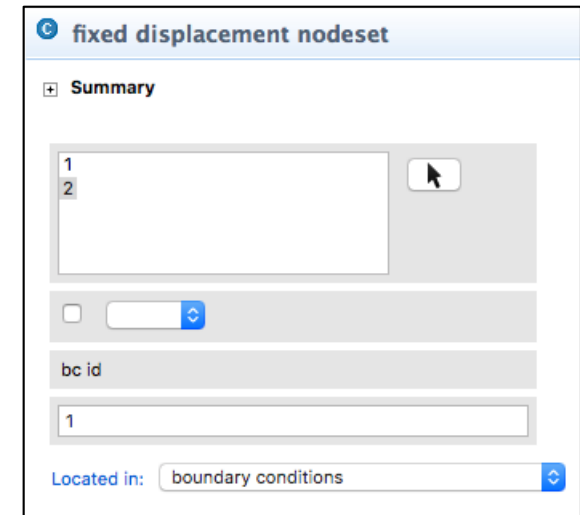 C fixed displacement nodeset
+ Summary
1
2
bc id
1
Located in: boundary conditions